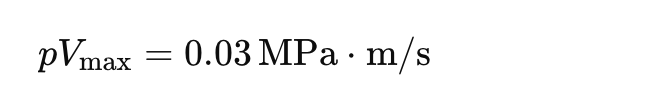 pV_max = 0.03 MPa · m/s